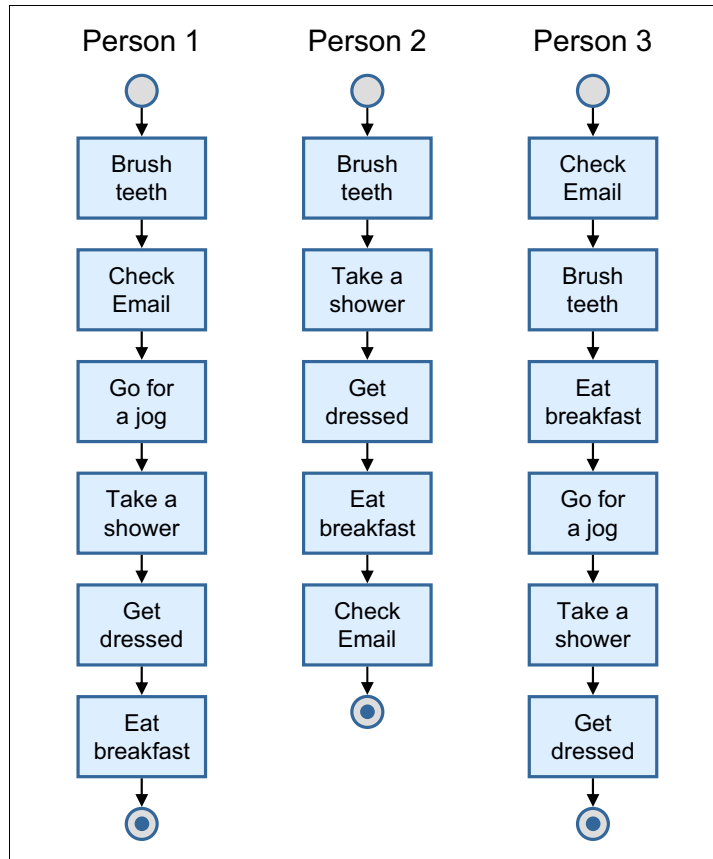 Person 1
Brush
teeth
Check
Email
Go for
a jog
Take a
shower
Get
dressed
Eat
breakfast
Person 2
Brush
teeth
Take a
shower
Get
dressed
Eat
breakfast
Check
Email
Person 3
Check
Email
Brush
teeth
Eat
breakfast
Go for
a jog
Take a
shower
Get
dressed